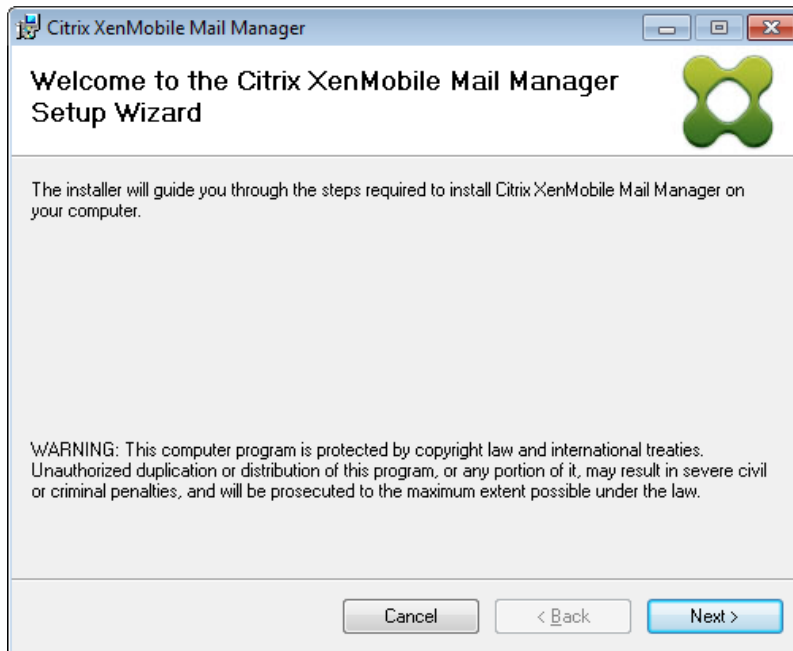 Citrix XenMobile Mail Manager
Welcome to the Citrix XenMobile Mail Manager
Setup Wizard
The installer will guide you through the steps required to install Citrix XenMobile Mail Manager on
your computer.
WARNING: This computer program is protected by copyright law and international treaties.
Unauthorized duplication or distribution of this program, or any portion of it, may result in severe civil
or criminal penalties, and will be prosecuted to the maximum extent possible under the law.
Cancel < Back Next >